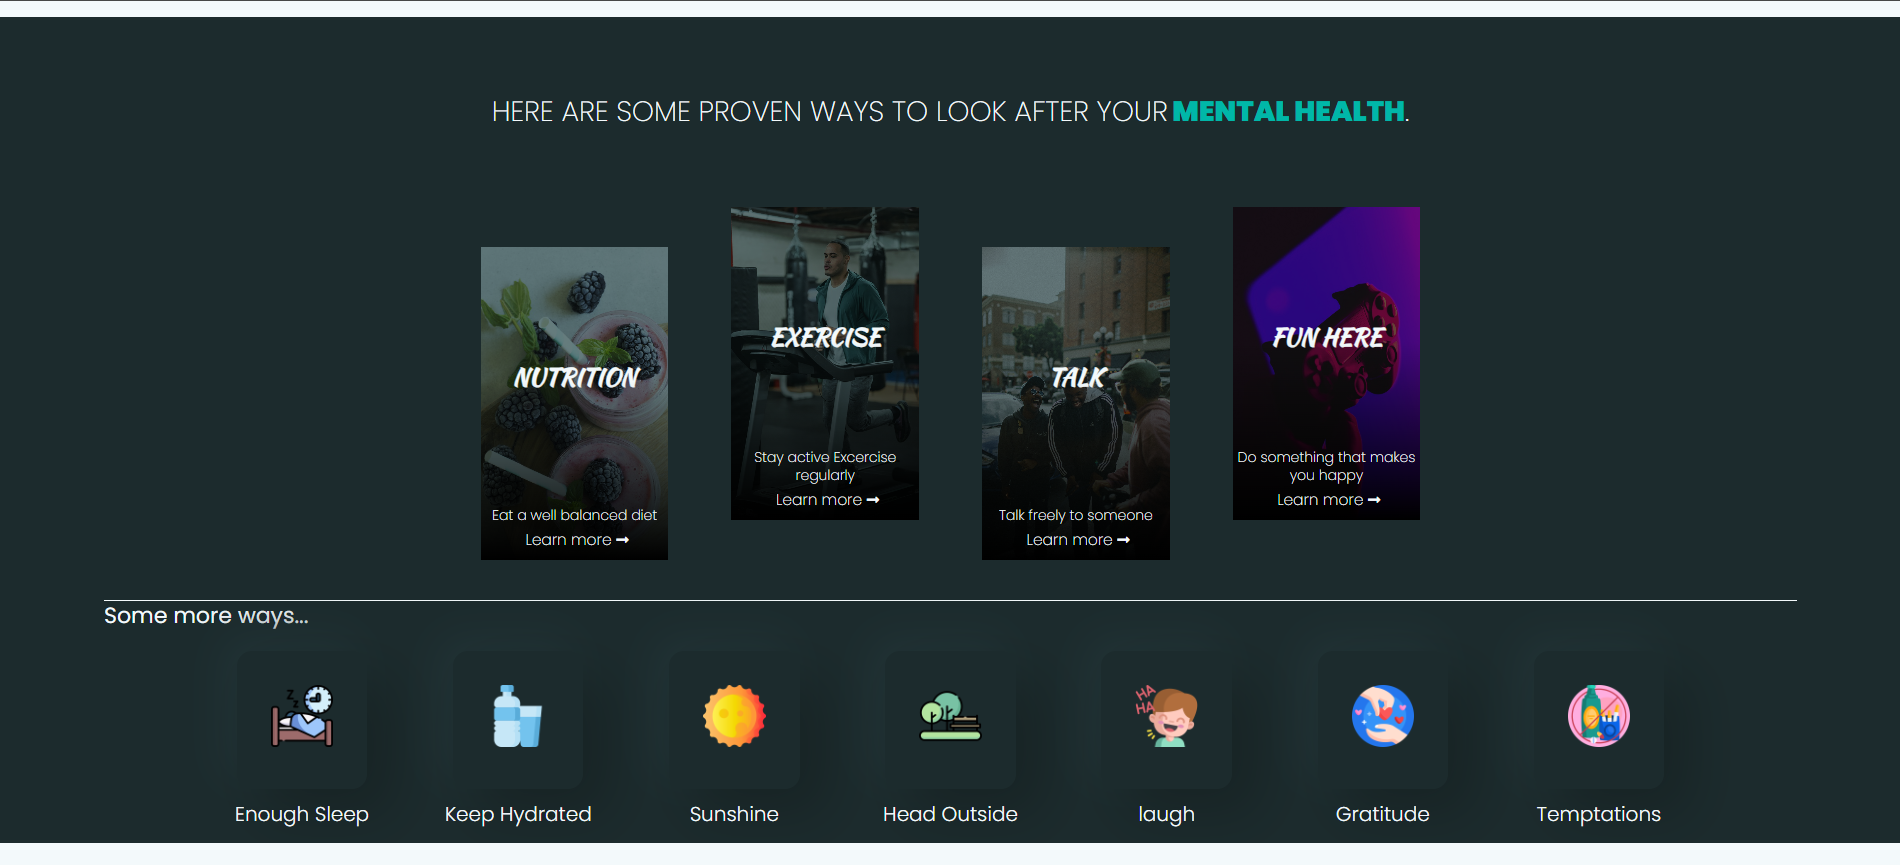 HERE ARE SOME PROVEN WAYS TO LOOK AFTER YOUR MENTAL HEALTH.
NUTRITION
Eat a well balanced diet
Learn more ➞
EXERCISE
Stay active Excercise
regularly
Learn more ➞
TALK
Talk freely to someone
Learn more ➞
FUN HERE
Do something that makes
you happy
Learn more ➞
Some more ways...
z
z
Enough Sleep
Keep Hydrated
Sunshine
Head Outside
HA
HA
laugh
Gratitude
Temptations